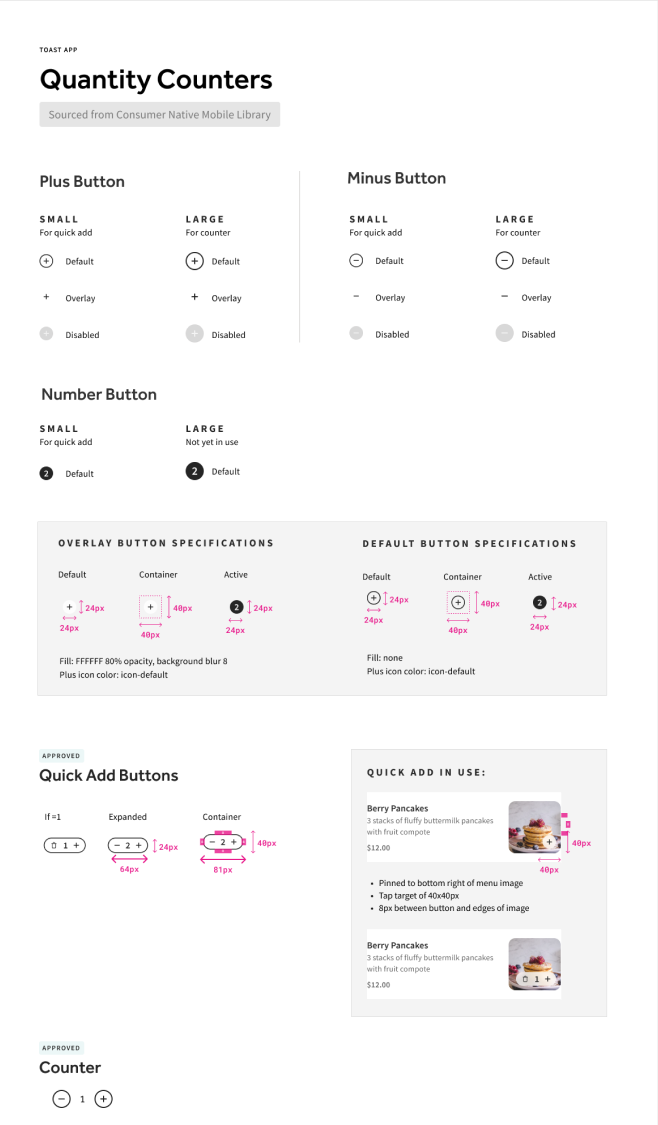 TOAST APP
Quantity Counters
Sourced from Consumer Native Mobile Library
Plus Button
SMALL
For quick add
Default
Overlay
Disabled
LARGE
For counter
Default
Overlay
Disabled
Minus Button
SMALL
For quick add
Default
Overlay
Disabled
LARGE
For counter
Default
Overlay
Disabled
Number Button
SMALL
For quick add
2 Default
LARGE
Not yet in use
2 Default
OVERLAY BUTTON SPECIFICATIONS
Default
24px
24px
Container
40px
40px
Active
2
24px
24px
Fill: FFFFFF 80% opacity, background blur 8
Plus icon color: icon-default
DEFAULT BUTTON SPECIFICATIONS
Default
24px
24px
Container
40px
40px
Active
2
24px
24px
Fill: none
Plus icon color: icon-default
APPROVED
Quick Add Buttons
If =1
1 +
Expanded
− 2 +
24px
64px
Container
− 2 +
40px
81px
QUICK ADD IN USE:
Berry Pancakes
3 stacks of fluffy buttermilk pancakes
with fruit compote
$12.00
+
40px
40px
• Pinned to bottom right of menu image
• Tap target of 40x40px
• 8px between button and edges of image
Berry Pancakes
3 stacks of fluffy buttermilk pancakes
with fruit compote
$12.00
1 +
APPROVED
Counter
− 1 +